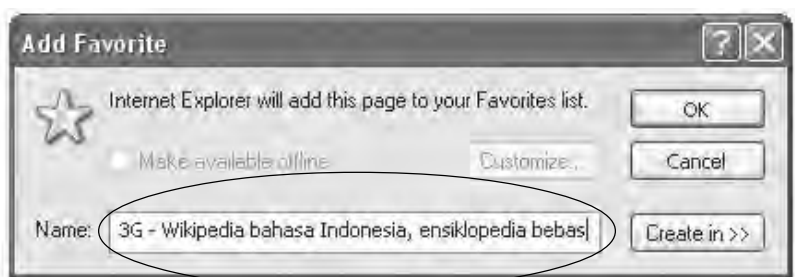 Add Favorite
Internet Explorer will add this page to your Favorites list.
OK
Make available offline
Customize...
Cancel
Name: 3G - Wikipedia bahasa Indonesia, ensiklopedia bebas
Create in >>